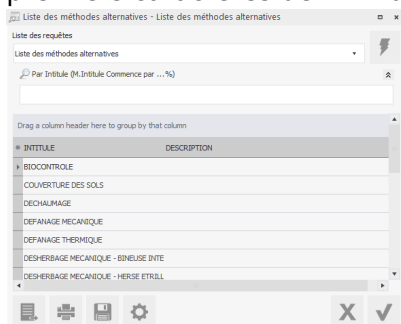 Liste des méthodes alternatives - Liste des méthodes alternatives
Liste des requêtes
Liste des méthodes alternatives
Par Intitule (M.Intitule Commence par ...%)
Drag a column header here to group by that column
INTITULE DESCRIPTION
BIOCONTROLE
COUVERTURE DES SOLS
DECHAUMAGE
DEFANAGE MECANIQUE
DEFANAGE THERMIQUE
DESHERBAGE MECANIQUE - BINEUSE INTE
DESHERBAGE MECANIQUE - HERSE ETRILL